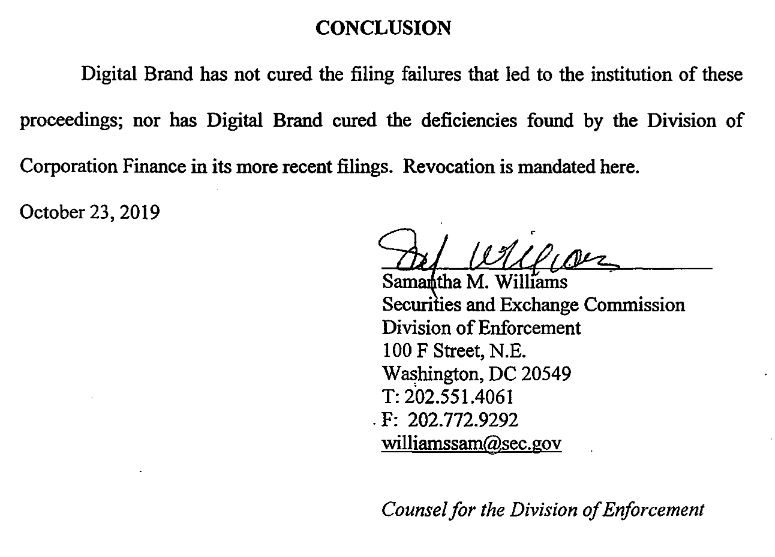 CONCLUSION
Digital Brand has not cured the filing failures that led to the institution of these
proceedings; nor has Digital Brand cured the deficiencies found by the Division of
Corporation Finance in its more recent filings. Revocation is mandated here.
October 23, 2019
Samantha M. Williams
Securities and Exchange Commission
Division of Enforcement
100 F Street, N.E.
Washington, DC 20549
T: 202.551.4061
F: 202.772.9292
williamssam@sec.gov
Counsel for the Division of Enforcement